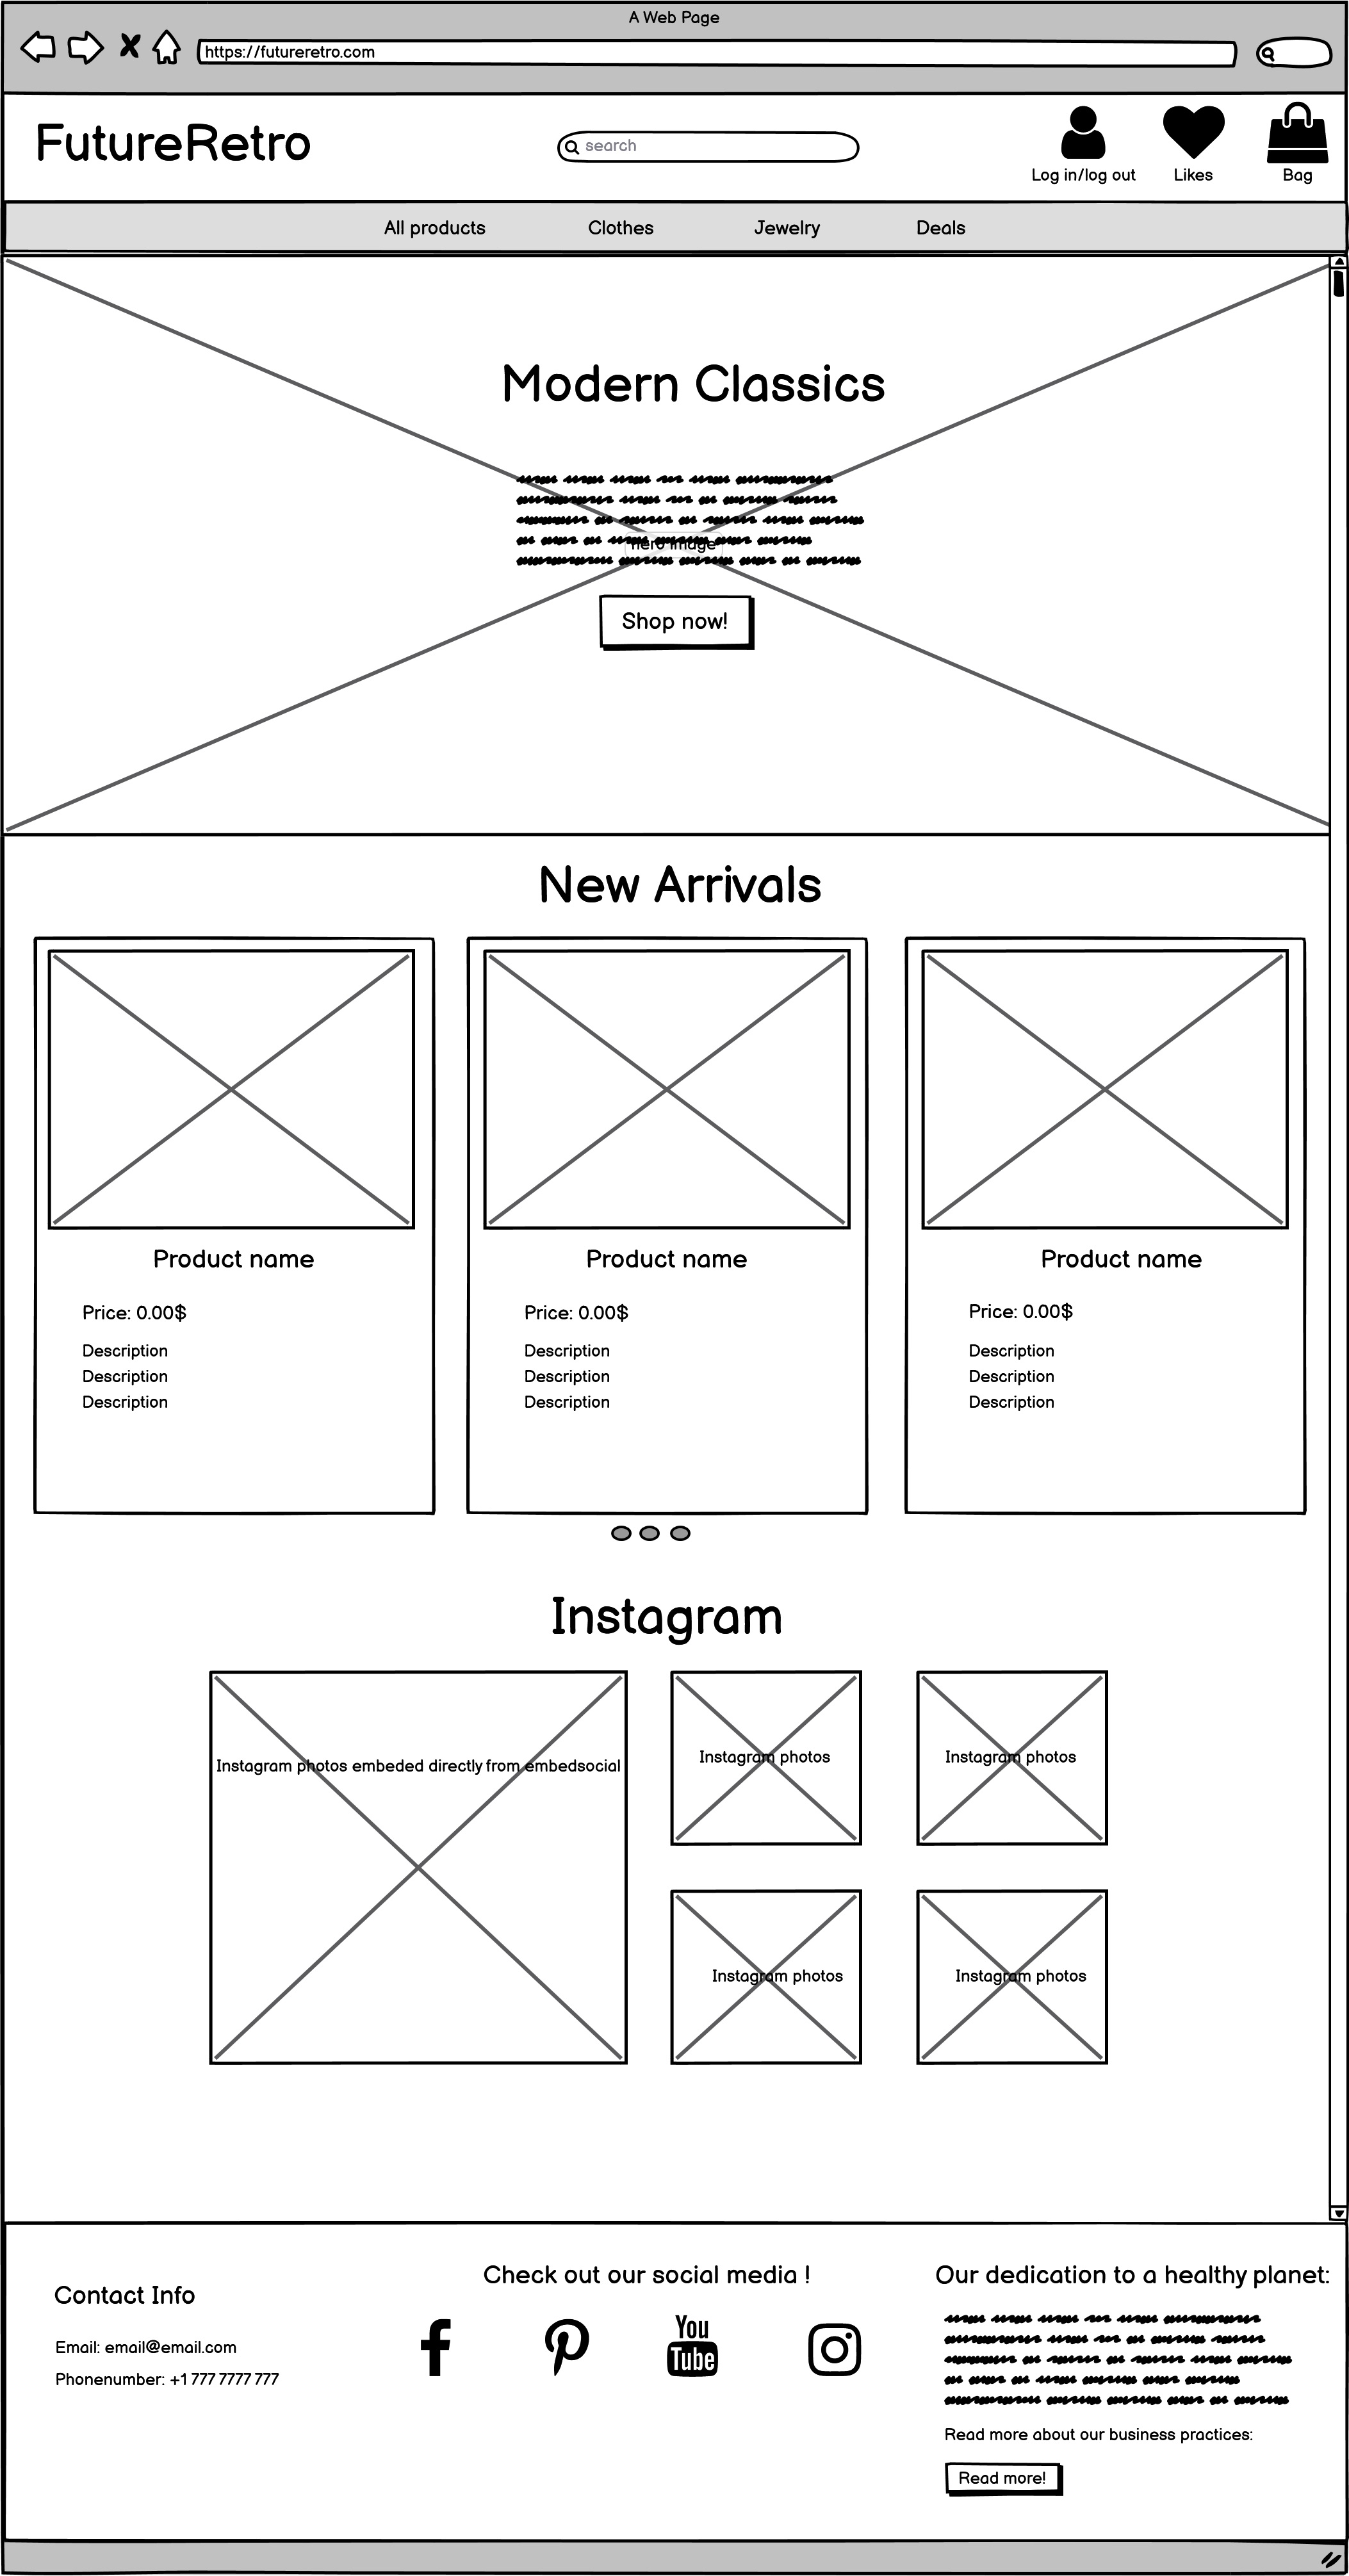 A Web Page
https://futureretro.com
FutureRetro
search
Log in/log out
Likes
Bag
All products
Clothes
Jewelry
Deals
Modern Classics
hero image
Shop now!
New Arrivals
Product name
Price: 0.00$
Description
Description
Description
Product name
Price: 0.00$
Description
Description
Description
Product name
Price: 0.00$
Description
Description
Description
Instagram
Instagram photos embeded directly from embedsocial
Instagram photos
Instagram photos
Instagram photos
Instagram photos
Contact Info
Email: email@email.com
Phonenumber: +1 777 7777 777
Check out our social media !
You
Tube
Our dedication to a healthy planet:
Read more about our business practices:
Read more!